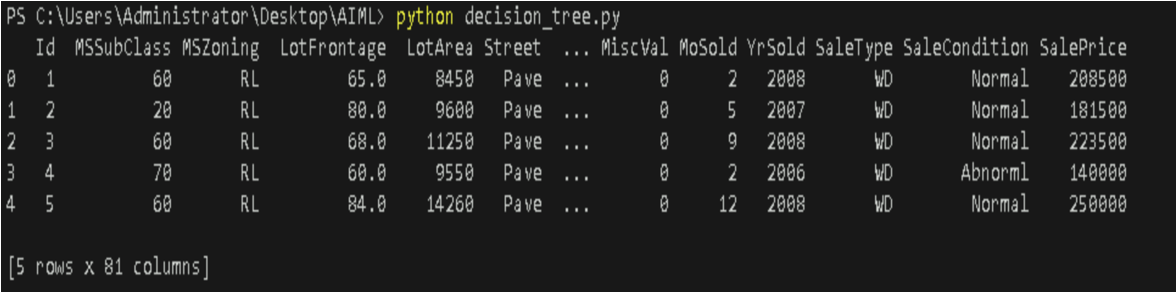 PS C:\Users\Administrator\Desktop\AIML> python decision_tree.py
Id MSSubClass MSZoning LotFrontage LotArea Street ... MiscVal MoSold YrSold SaleType SaleCondition SalePrice
0 1 60 RL 65.0 8450 Pave ... 0 2 2008 WD Normal 208500
1 2 20 RL 80.0 9600 Pave ... 0 5 2007 WD Normal 181500
2 3 60 RL 68.0 11250 Pave ... 0 9 2008 WD Normal 223500
3 4 70 RL 60.0 9550 Pave ... 0 2 2006 WD Abnorml 140000
4 5 60 RL 84.0 14260 Pave ... 0 12 2008 WD Normal 250000
[5 rows x 81 columns]